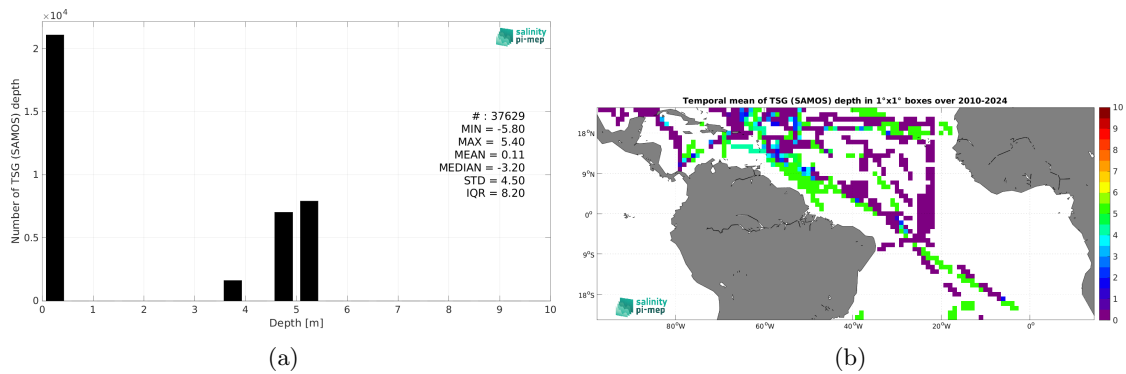 ×10⁴
2
1.5
1
0.5
0
Number of TSG (SAMOS) depth
salinity
pi-mep
# : 37629
MIN = -5.80
MAX = 5.40
MEAN = 0.11
MEDIAN = -3.20
STD = 4.50
IQR = 8.20
0 1 2 3 4 5 6 7 8 9 10
Depth [m]
(a)
Temporal mean of TSG (SAMOS) depth in 1°x1° boxes over 2010-2024
18°N
9°N
0°
9°S
18°S
salinity
pi-mep
80°W 60°W 40°W 20°W 0°
10
9
8
7
6
5
4
3
2
1
0
(b)